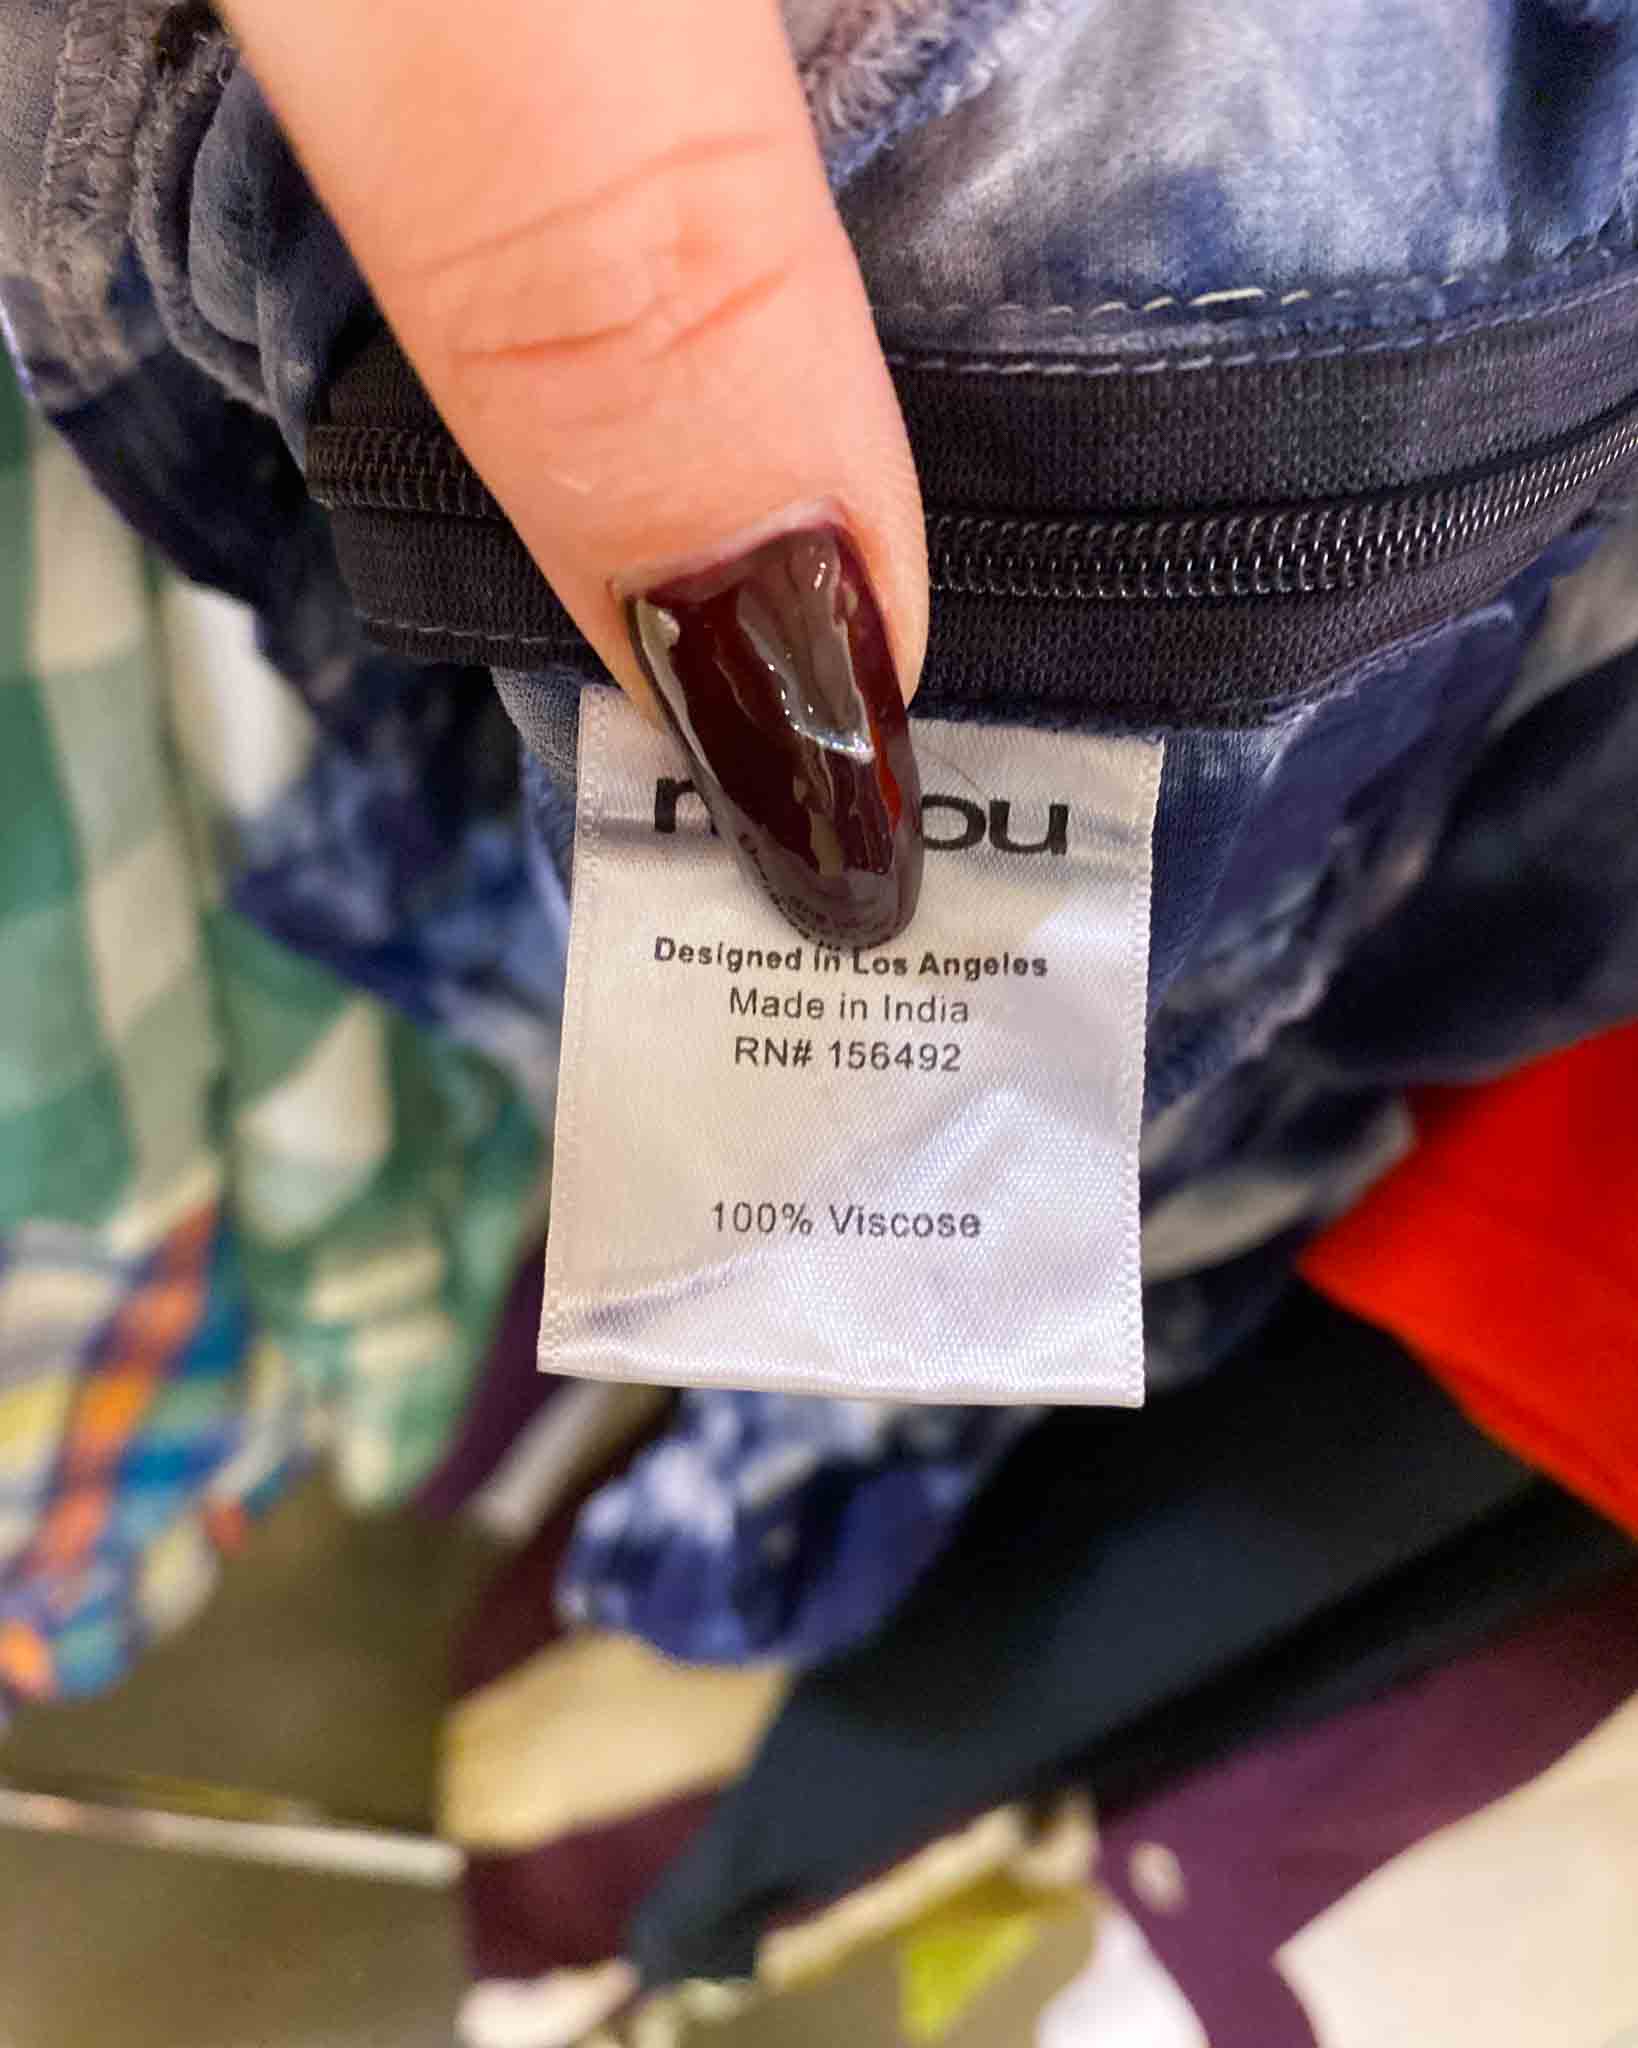 Designed in Los Angeles
Made in India
RN# 156492
100% Viscose